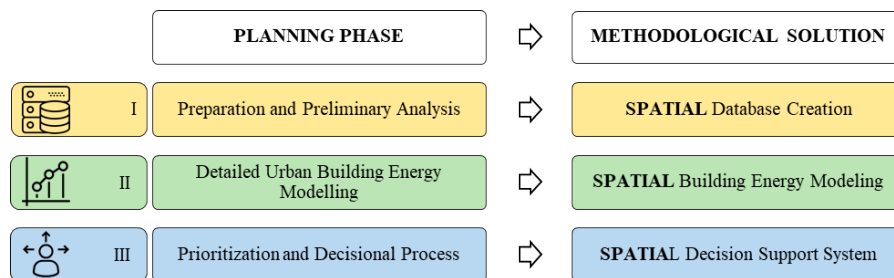 PLANNING PHASE
METHODOLOGICAL SOLUTION
I
Preparation and Preliminary Analysis
SPATIAL Database Creation
II
Detailed Urban Building Energy
Modelling
SPATIAL Building Energy Modeling
III
Prioritization and Decisional Process
SPATIAL Decision Support System